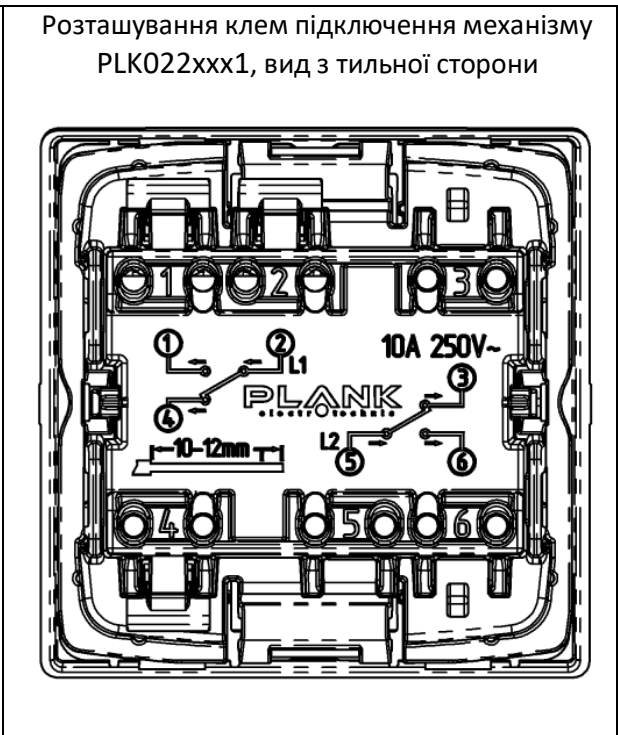 Розташування клем підключення механізму
PLK022xxx1, вид з тильної сторони
1 2 3
1 2 10A 250V~
L1
3
PLANK
electrotechnic
4
10-12mm
L2
5 6
4 5 6